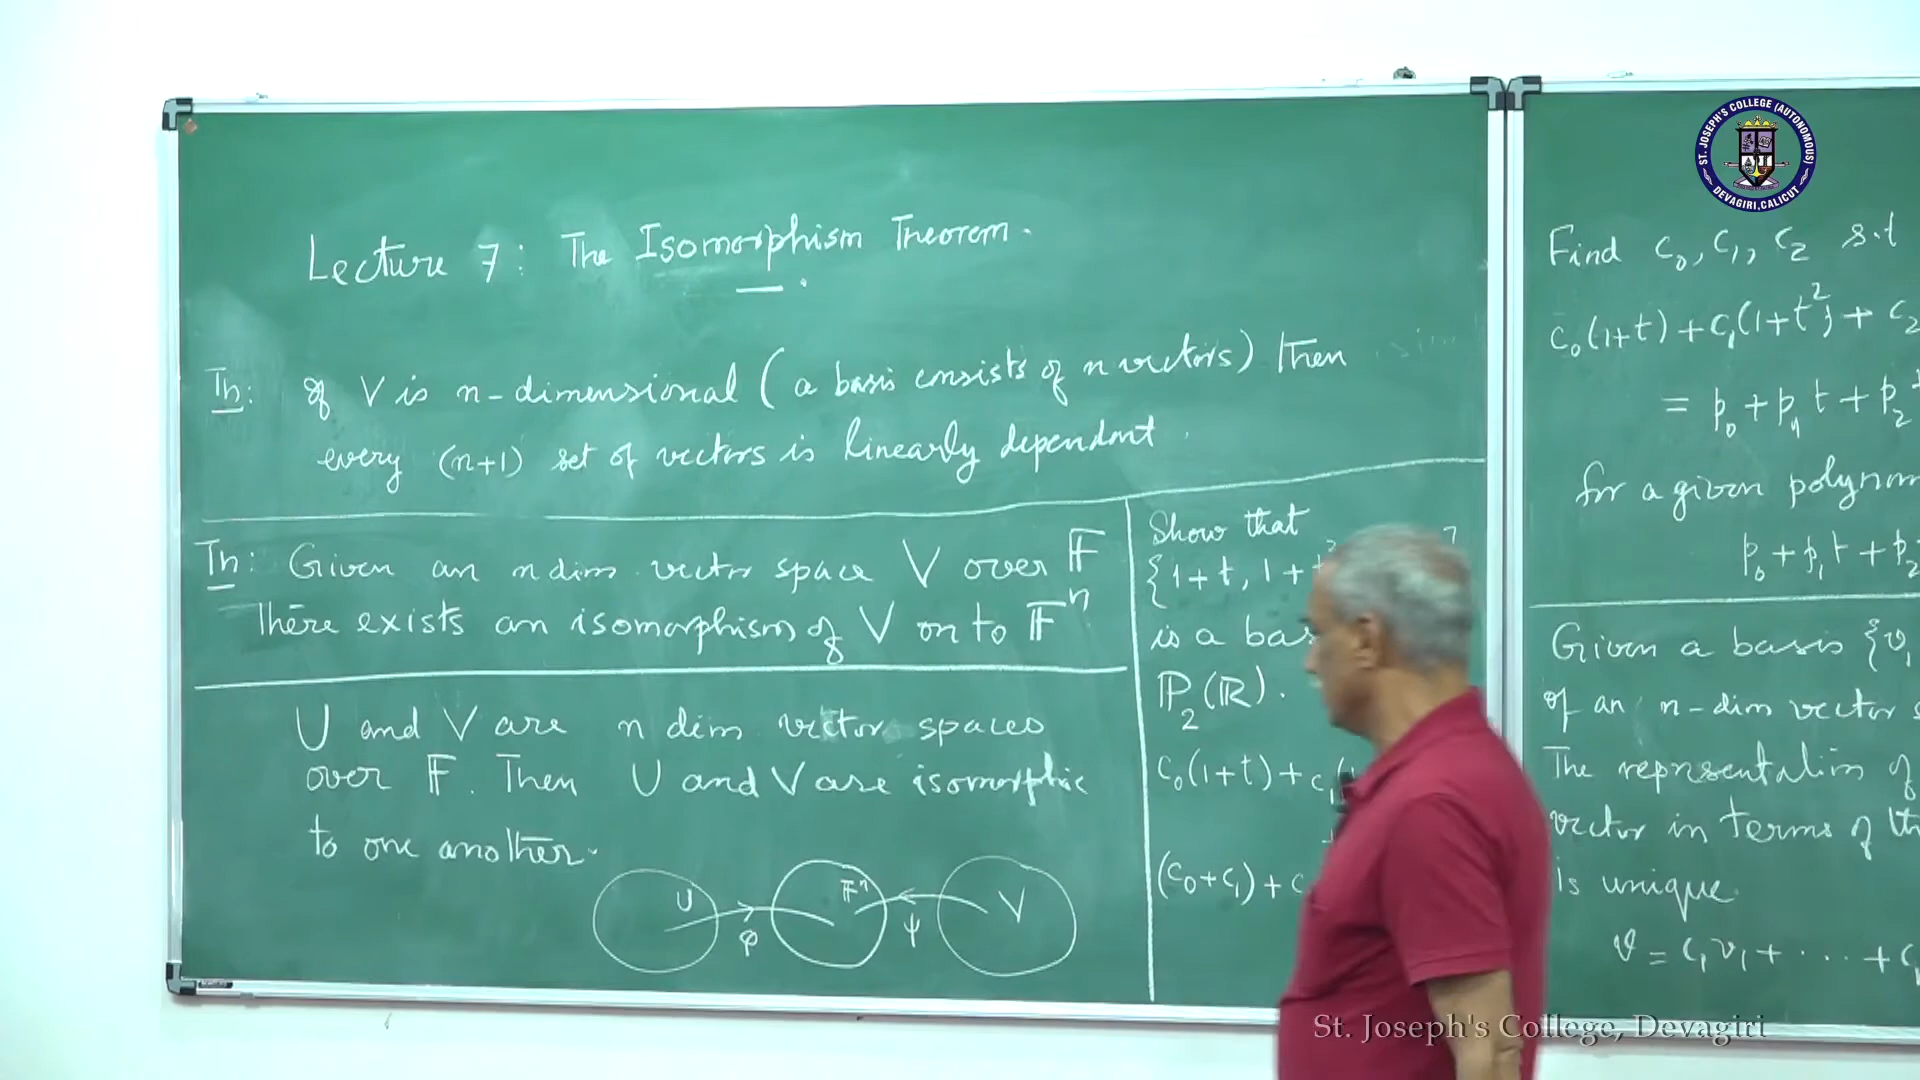 Lecture 7: The Isomorphism Theorem.
Th: If V is n-dimensional (a basis consists of n vectors) then
every (n+1) set of vectors is linearly dependent.
Th: Given an n dim. vector space V over 𝔽
There exists an isomorphism of V on to 𝔽ⁿ
U and V are n dim vector spaces
over 𝔽. Then U and V are isomorphic
to one another.
U φ 𝔽ⁿ ψ V
Show that
{1+t, 1+
is a
ℙ₂(ℝ).
c₀(1+t)+c₁
(c₀+c₁)+c
Find c₀, c₁, c₂ s.t
c₀(1+t)+c₁(1+t²)+c₂
= p₀+p₁t+p₂
for a given
p₀+p₁t+p₂
Given a basis {v₁
of an n-dim vector
The representation of
vector in terms of
is unique.
v = c₁v₁+ · · · +
ST. JOSEPH'S COLLEGE (AUTONOMOUS)
DEVAGIRI, CALICUT
St. Joseph's College, Devagiri